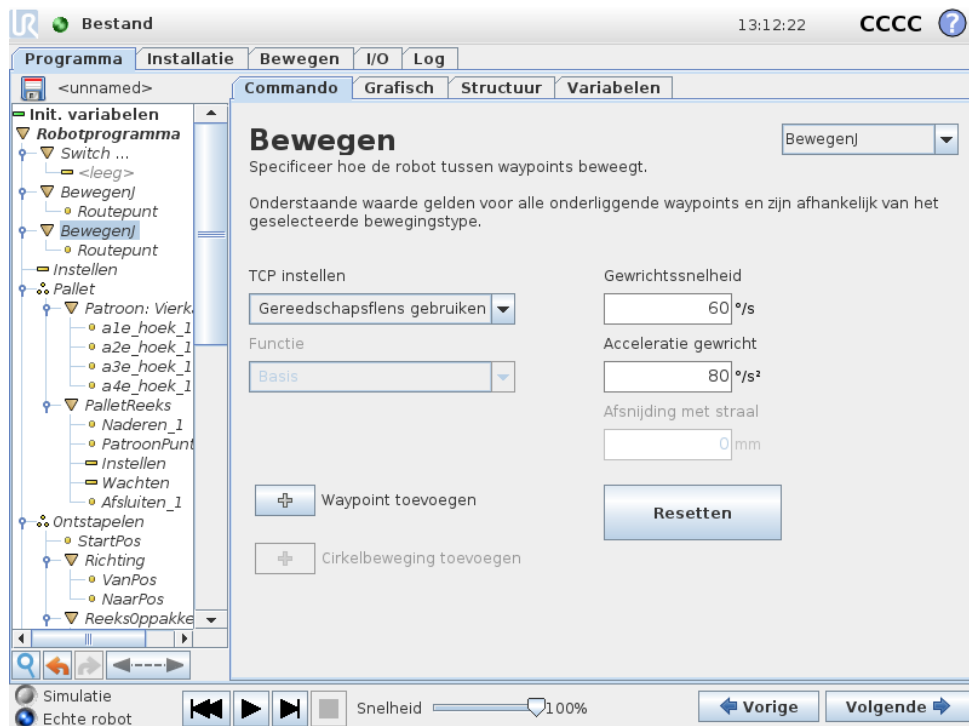 UR Bestand 13:12:22 CCCC ?
Programma Installatie Bewegen I/O Log
<unnamed> Commando Grafisch Structuur Variabelen
Init. variabelen
Robotprogramma
Switch ...
<leeg>
BewegenJ
Routepunt
BewegenJ
Routepunt
Instellen
Pallet
Patroon: Vierk
a1e_hoek_1
a2e_hoek_1
a3e_hoek_1
a4e_hoek_1
PalletReeks
Naderen_1
PatroonPunt
Instellen
Wachten
Afsluiten_1
Ontstapelen
StartPos
Richting
VanPos
NaarPos
ReeksOppakke
Bewegen
BewegenJ
Specificeer hoe de robot tussen waypoints beweegt.
Onderstaande waarde gelden voor alle onderliggende waypoints en zijn afhankelijk van het
geselecteerde bewegingstype.
TCP instellen
Gereedschapsflens gebruiken
Functie
Basis
Gewrichtssnelheid
60 °/s
Acceleratie gewricht
80 °/s²
Afsnijding met straal
0 mm
Waypoint toevoegen
Resetten
Cirkelbeweging toevoegen
Simulatie
Echte robot
Snelheid 100%
Vorige Volgende